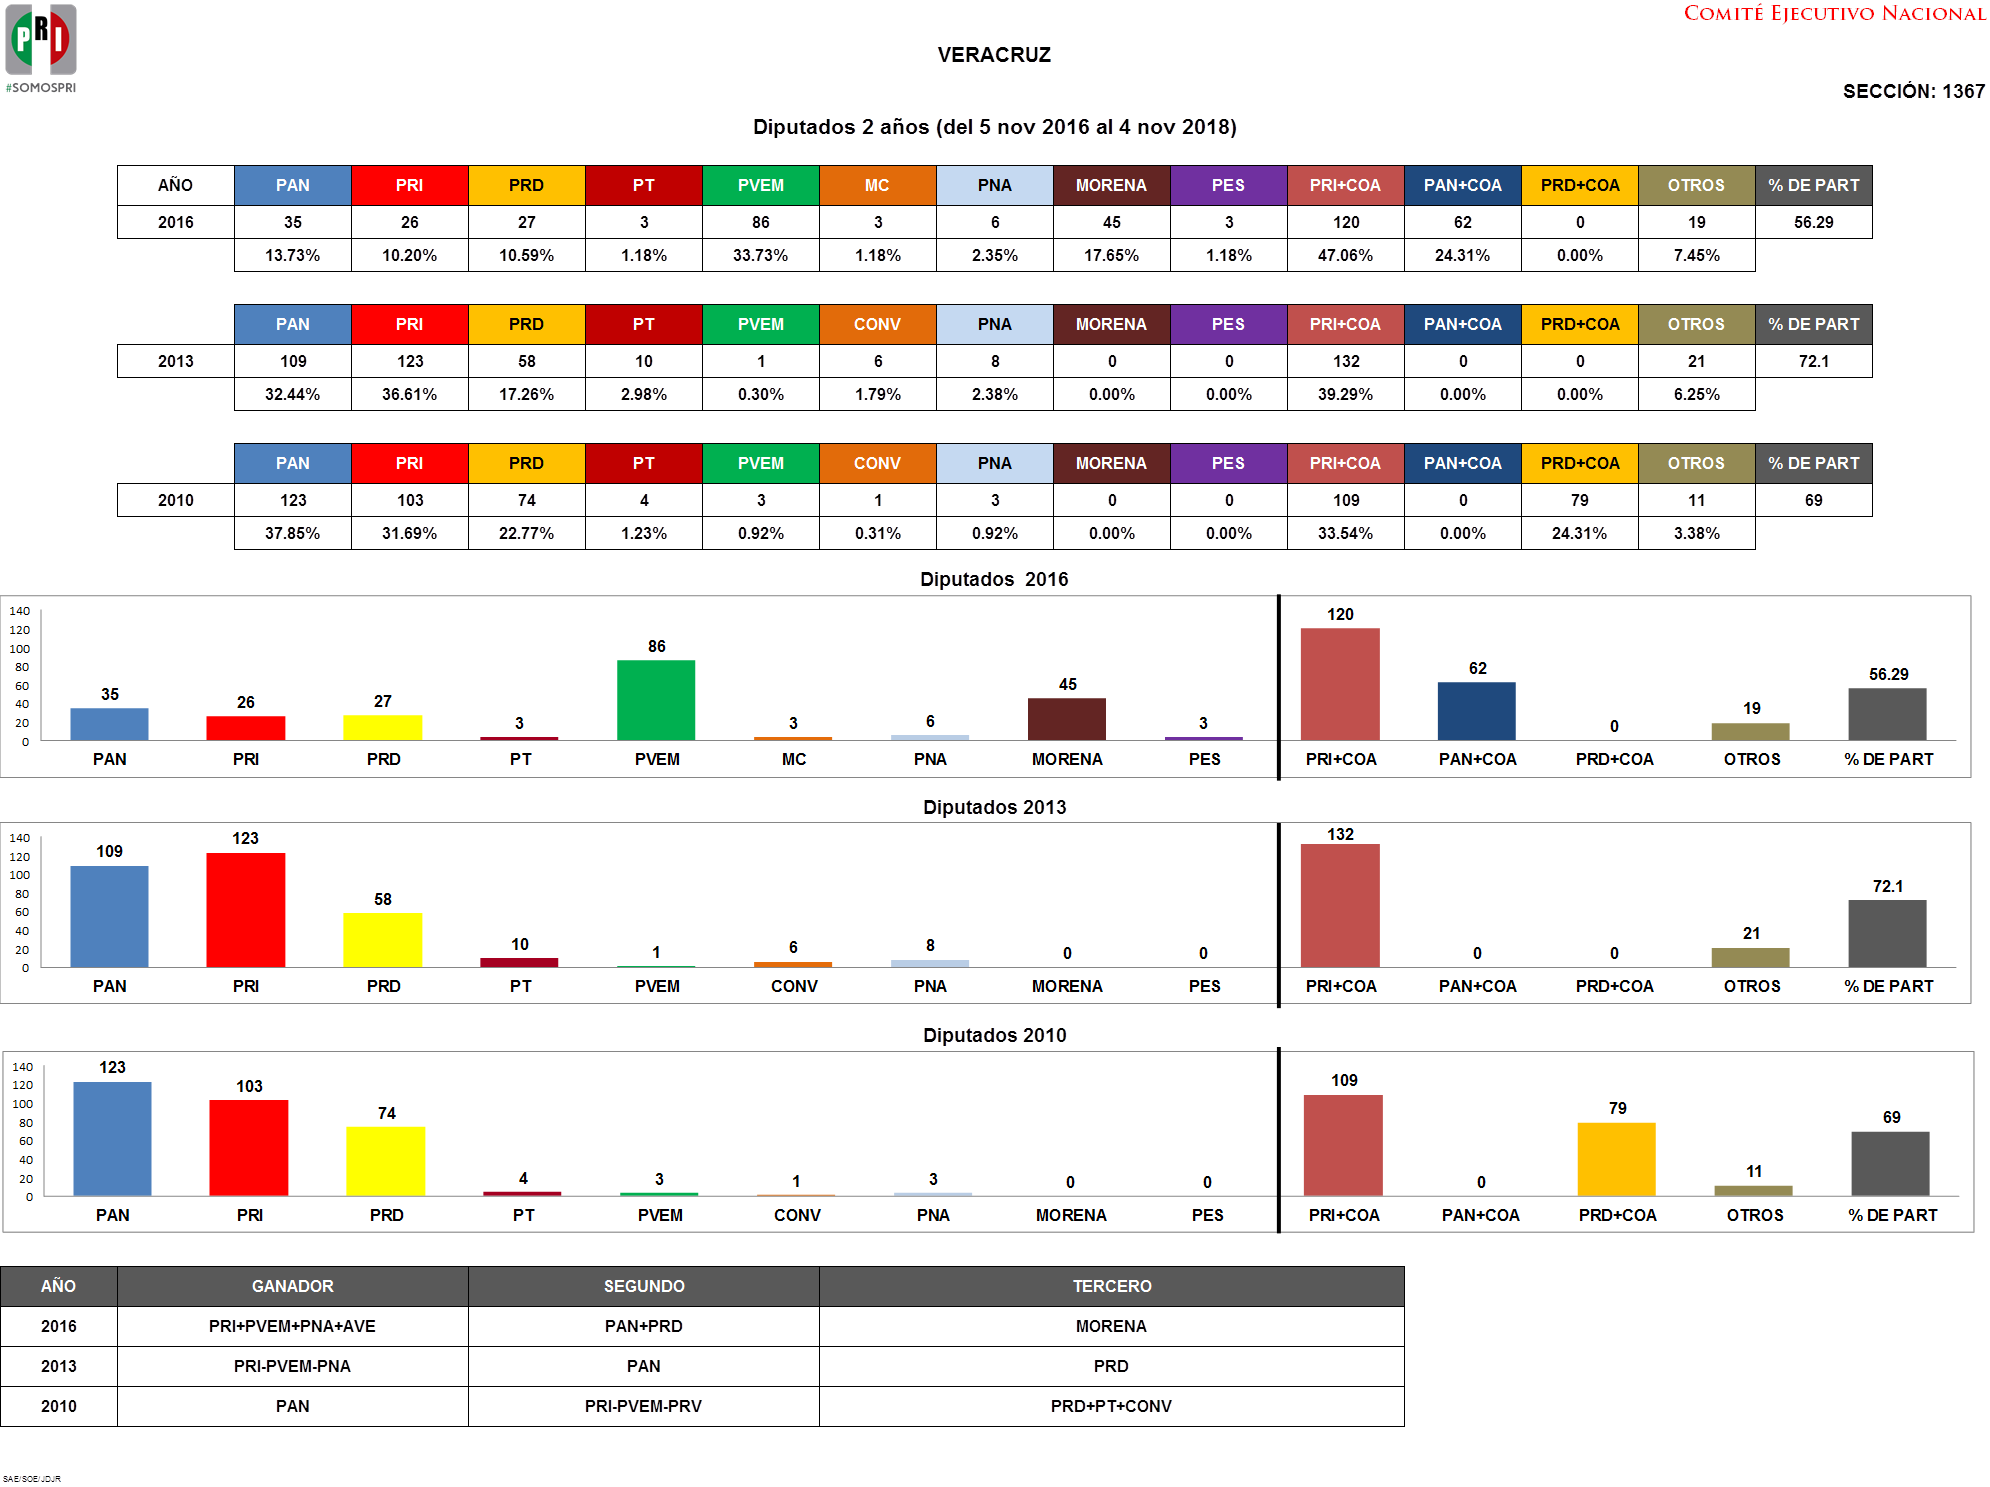 PRI
#SOMOSPRI
COMITÉ EJECUTIVO NACIONAL
VERACRUZ
SECCIÓN: 1367
Diputados 2 años (del 5 nov 2016 al 4 nov 2018)
AÑO PAN PRI PRD PT PVEM MC PNA MORENA PES PRI+COA PAN+COA PRD+COA OTROS % DE PART
2016 35 26 27 3 86 3 6 45 3 120 62 0 19 56.29
13.73% 10.20% 10.59% 1.18% 33.73% 1.18% 2.35% 17.65% 1.18% 47.06% 24.31% 0.00% 7.45%
PAN PRI PRD PT PVEM CONV PNA MORENA PES PRI+COA PAN+COA PRD+COA OTROS % DE PART
2013 109 123 58 10 1 6 8 0 0 132 0 0 21 72.1
32.44% 36.61% 17.26% 2.98% 0.30% 1.79% 2.38% 0.00% 0.00% 39.29% 0.00% 0.00% 6.25%
PAN PRI PRD PT PVEM CONV PNA MORENA PES PRI+COA PAN+COA PRD+COA OTROS % DE PART
2010 123 103 74 4 3 1 3 0 0 109 0 79 11 69
37.85% 31.69% 22.77% 1.23% 0.92% 0.31% 0.92% 0.00% 0.00% 33.54% 0.00% 24.31% 3.38%
Diputados 2016
140
120
100
80
60
40
20
0
35 26 27 3 86 3 6 45 3 120 62 0 19 56.29
PAN PRI PRD PT PVEM MC PNA MORENA PES PRI+COA PAN+COA PRD+COA OTROS % DE PART
Diputados 2013
140
120
100
80
60
40
20
0
109 123 58 10 1 6 8 0 0 132 0 0 21 72.1
PAN PRI PRD PT PVEM CONV PNA MORENA PES PRI+COA PAN+COA PRD+COA OTROS % DE PART
Diputados 2010
140
120
100
80
60
40
20
0
123 103 74 4 3 1 3 0 0 109 0 79 11 69
PAN PRI PRD PT PVEM CONV PNA MORENA PES PRI+COA PAN+COA PRD+COA OTROS % DE PART
AÑO GANADOR SEGUNDO TERCERO
2016 PRI+PVEM+PNA+AVE PAN+PRD MORENA
2013 PRI-PVEM-PNA PAN PRD
2010 PAN PRI-PVEM-PRV PRD+PT+CONV
SAE/SOE/JDJR